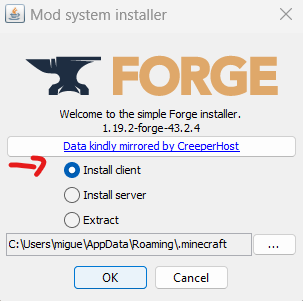 Mod system installer
FORGE
Welcome to the simple Forge installer.
1.19.2-forge-43.2.4
Data kindly mirrored by CreeperHost
Install client
Install server
Extract
C:\Users\migue\AppData\Roaming\.minecraft
...
OK
Cancel